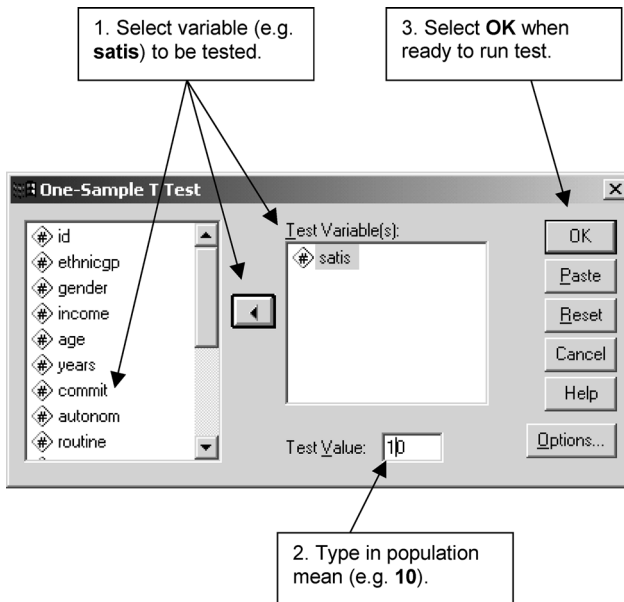 1. Select variable (e.g.
satis) to be tested.
3. Select OK when
ready to run test.
One-Sample T Test
id
ethnicgp
gender
income
age
years
commit
autonom
routine
Test Variable(s):
satis
Test Value: 10
OK
Paste
Reset
Cancel
Help
Options...
2. Type in population
mean (e.g. 10).